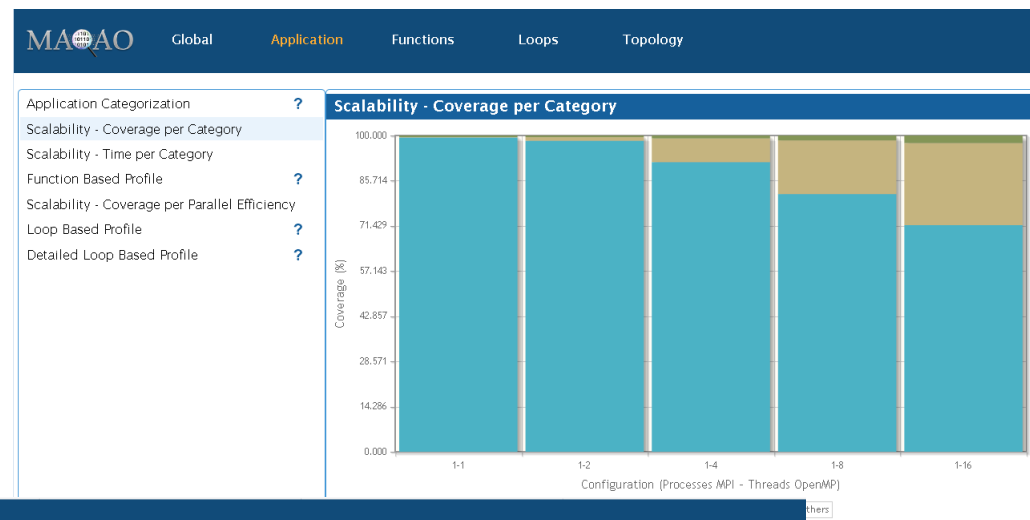 MAQAO
Global
Application
Functions
Loops
Topology
Application Categorization ?
Scalability - Coverage per Category
Scalability - Time per Category
Function Based Profile ?
Scalability - Coverage per Parallel Efficiency
Loop Based Profile ?
Detailed Loop Based Profile ?
Scalability - Coverage per Category
100.000
85.714
71.429
57.143
42.857
28.571
14.286
0.000
Coverage (%)
1-1
1-2
1-4
1-8
1-16
Configuration (Processes MPI - Threads OpenMP)
thers